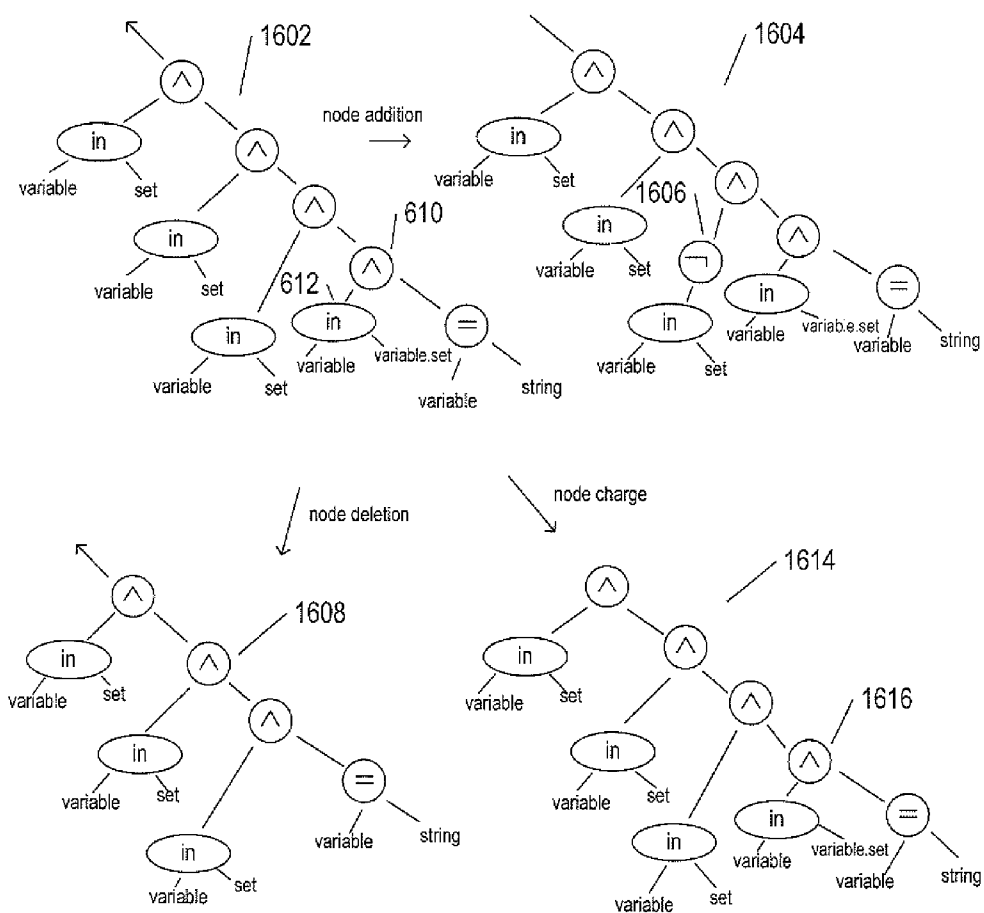 1602
1604
∧
∧
in
node addition
variable
set
∧
in
variable
set
∧
∧
610
in
variable
set
612
∧
in
variable
set
in
variable
variable.set
=
variable
string
in
variable
set
1606
∧
¬
∧
in
variable
set
in
variable
variab.e.set
=
variable
string
node deletion
node charge
∧
1608
in
variable
set
∧
in
variable
set
∧
in
variable
set
=
variable
string
∧
1614
in
variable
set
∧
in
variable
set
∧
1616
in
variable
set
∧
in
variable
variable.set
=
variable
string